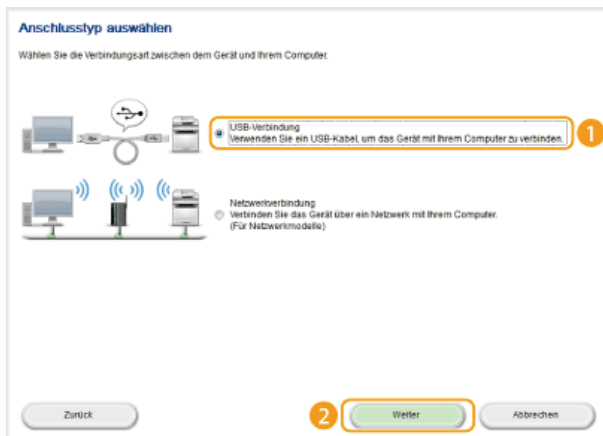 Anschlusstyp auswählen
Wählen Sie die Verbindungsart zwischen dem Gerät und Ihrem Computer.
USB-Verbindung
Verwenden Sie ein USB-Kabel, um das Gerät mit Ihrem Computer zu verbinden.
1
Netzwerkverbindung
Verbinden Sie das Gerät über ein Netzwerk mit Ihrem Computer.
(Für Netzwerkmodelle)
Zurück
2
Weiter
Abbrechen